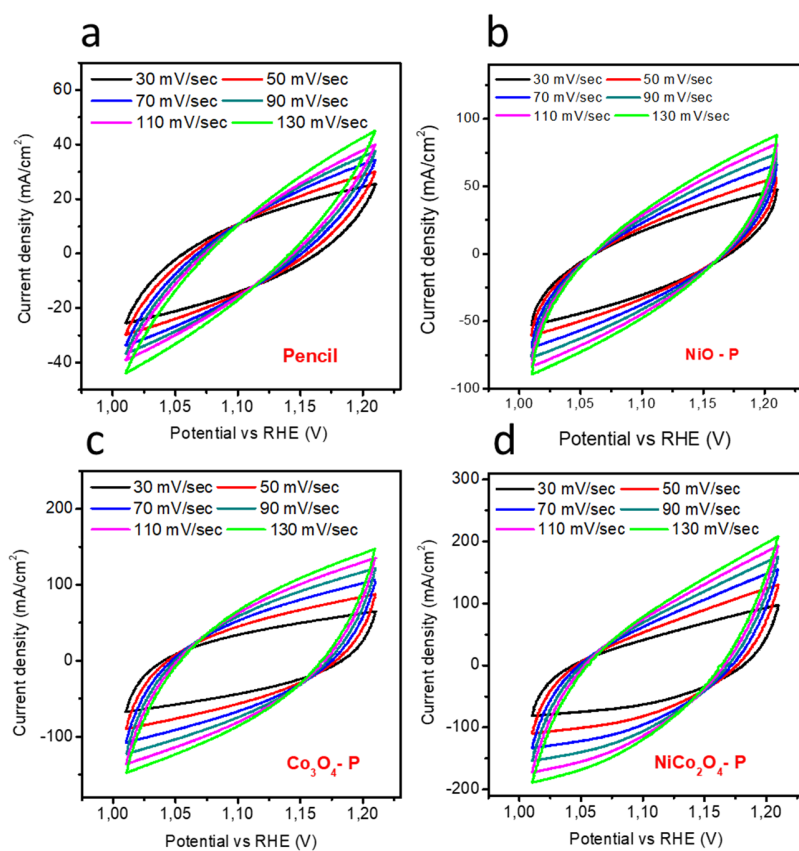 a
30 mV/sec 50 mV/sec
70 mV/sec 90 mV/sec
110 mV/sec 130 mV/sec
60
40
20
0
-20
-40
Current density (mA/cm²)
Pencil
1,00 1,05 1,10 1,15 1,20
Potential vs RHE (V)
b
30 mV/sec 50 mV/sec
70 mV/sec 90 mV/sec
110 mV/sec 130 mV/sec
100
50
0
-50
-100
Current density (mA/cm²)
NiO - P
1,00 1,05 1,10 1,15 1,20
Potential vs RHE (V)
c
30 mV/sec 50 mV/sec
70 mV/sec 90 mV/sec
110 mV/sec 130 mV/sec
200
100
0
-100
Current density (mA/cm²)
Co₃O₄- P
1,00 1,05 1,10 1,15 1,20
Potential vs RHE (V)
d
30 mV/sec 50 mV/sec
70 mV/sec 90 mV/sec
110 mV/sec 130 mV/sec
300
200
100
0
-100
-200
Current density (mA/cm²)
NiCo₂O₄- P
1,00 1,05 1,10 1,15 1,20
Potential vs RHE (V)